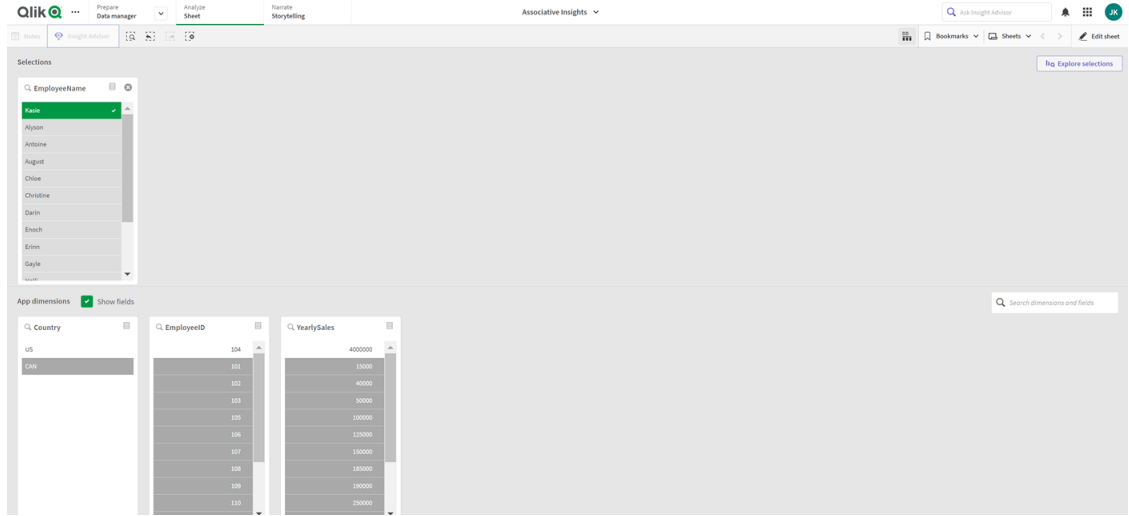 Qlik
Prepare
Data manager
Analyze
Sheet
Narrate
Storytelling
Associative Insights
Ask Insight Advisor
JK
Notes
Insight Advisor
Bookmarks
Sheets
Edit sheet
Selections
Explore selections
EmployeeName
Kasie
Alyson
Antoine
August
Chloe
Christine
Darin
Enoch
Erinn
Gayle
App dimensions
Show fields
Search dimensions and fields
Country
EmployeeID
YearlySales
US
104
4000000
CAN
101
15000
102
40000
103
50000
105
100000
106
125000
107
150000
108
185000
109
190000
110
250000